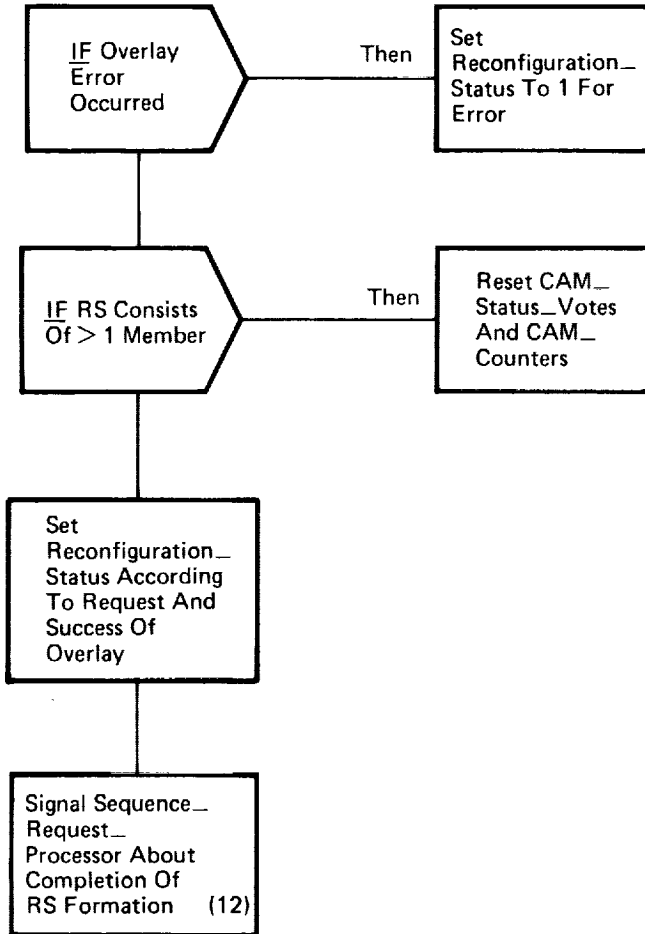 IF Overlay
Error
Occurred
Then
Set
Reconfiguration_
Status To 1 For
Error
IF RS Consists
Of > 1 Member
Then
Reset CAM_
Status_Votes
And CAM_
Counters
Set
Reconfiguration_
Status According
To Request And
Success Of
Overlay
Signal Sequence_
Request_
Processor About
Completion Of
RS Formation (12)